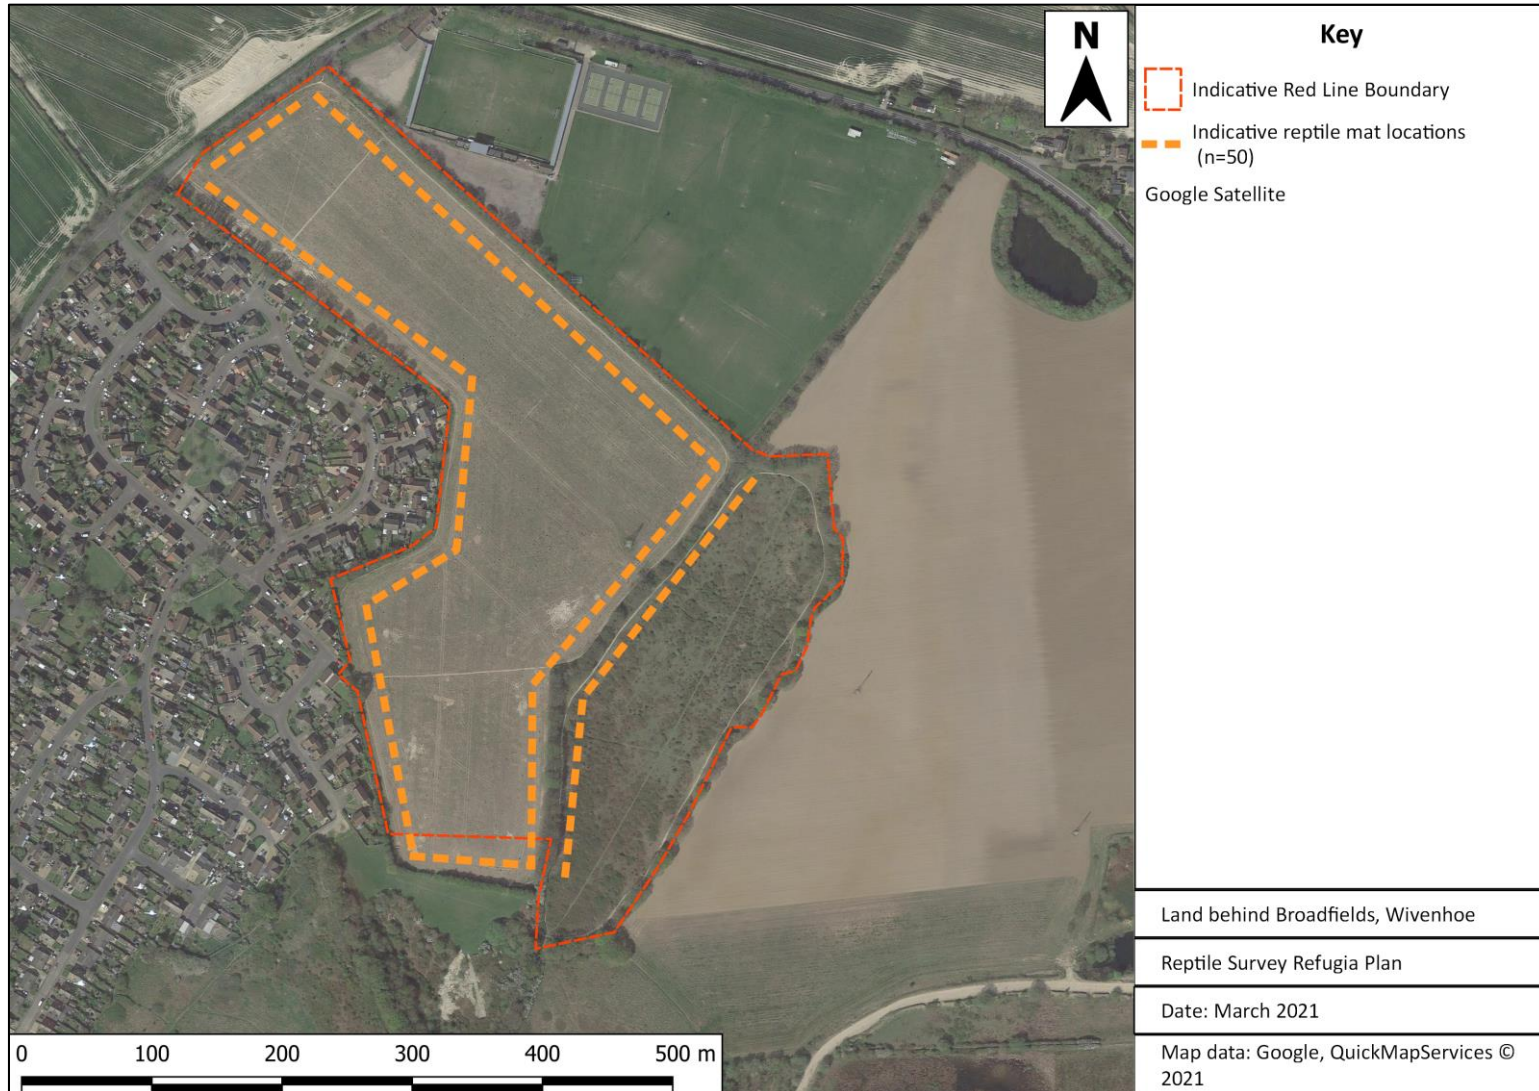 N
Key
Indicative Red Line Boundary
Indicative reptile mat locations
(n=50)
Google Satellite
Land behind Broadfields, Wivenhoe
Reptile Survey Refugia Plan
Date: March 2021
Map data: Google, QuickMapServices ©
2021
0 100 200 300 400 500 m